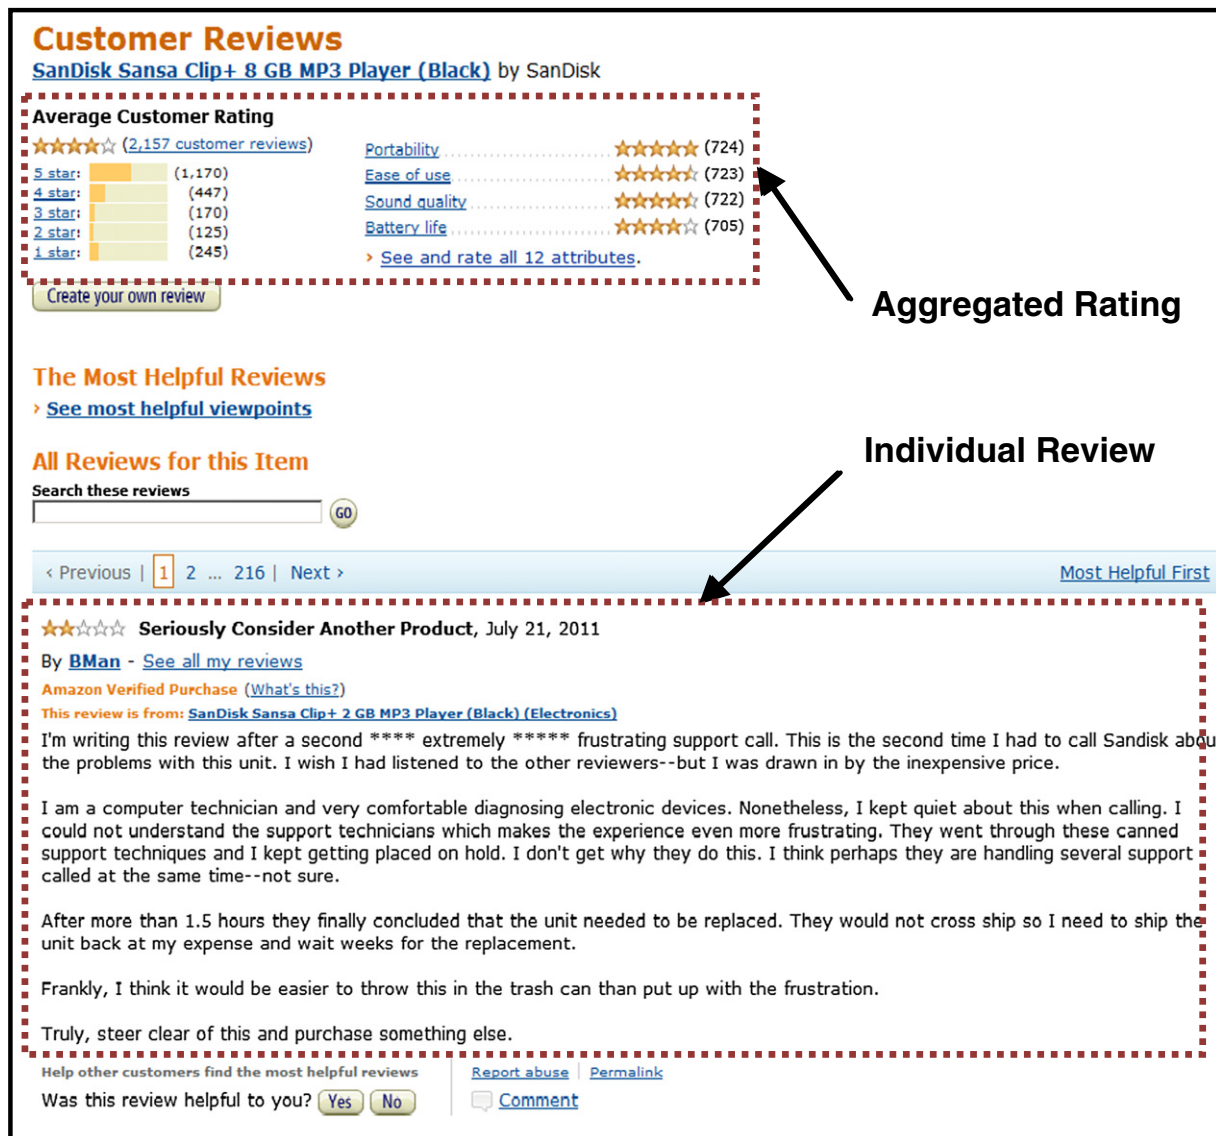 Customer Reviews
SanDisk Sansa Clip+ 8 GB MP3 Player (Black) by SanDisk
Average Customer Rating
(2,157 customer reviews)
5 star: (1,170)
4 star: (447)
3 star: (170)
2 star: (125)
1 star: (245)
Portability (724)
Ease of use (723)
Sound quality (722)
Battery life (705)
› See and rate all 12 attributes.
Create your own review
Aggregated Rating
The Most Helpful Reviews
› See most helpful viewpoints
Individual Review
All Reviews for this Item
Search these reviews
GO
‹ Previous | 1 2 ... 216 | Next ›
Most Helpful First
Seriously Consider Another Product, July 21, 2011
By BMan - See all my reviews
Amazon Verified Purchase (What's this?)
This review is from: SanDisk Sansa Clip+ 2 GB MP3 Player (Black) (Electronics)
I'm writing this review after a second **** extremely ***** frustrating support call. This is the second time I had to call Sandisk abou
the problems with this unit. I wish I had listened to the other reviewers--but I was drawn in by the inexpensive price.
I am a computer technician and very comfortable diagnosing electronic devices. Nonetheless, I kept quiet about this when calling. I
could not understand the support technicians which makes the experience even more frustrating. They went through these canned
support techniques and I kept getting placed on hold. I don't get why they do this. I think perhaps they are handling several support
called at the same time--not sure.
After more than 1.5 hours they finally concluded that the unit needed to be replaced. They would not cross ship so I need to ship the
unit back at my expense and wait weeks for the replacement.
Frankly, I think it would be easier to throw this in the trash can than put up with the frustration.
Truly, steer clear of this and purchase something else.
Help other customers find the most helpful reviews
Was this review helpful to you? Yes No
Report abuse | Permalink
Comment